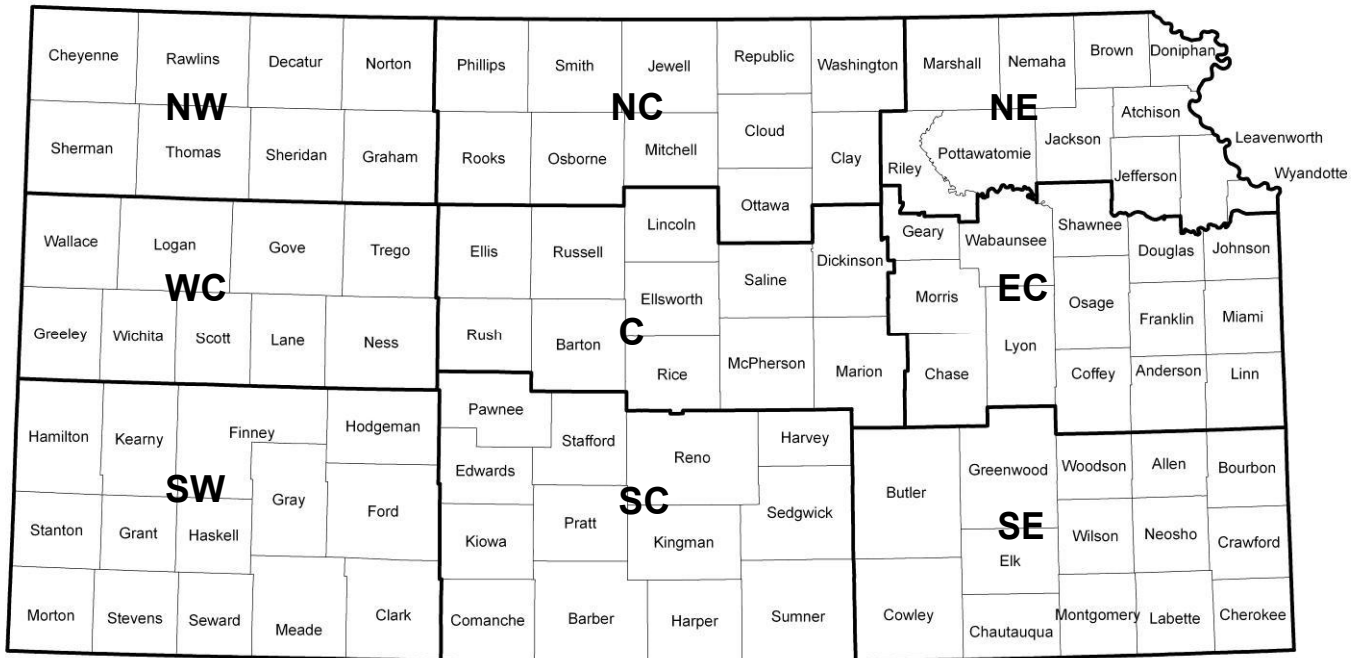 Cheyenne Rawlins Decatur Norton Phillips Smith Jewell Republic Washington Marshall Nemaha Brown Doniphan
NW NC NE
Sherman Thomas Sheridan Graham Rooks Osborne Mitchell Cloud Clay Riley Pottawatomie Jackson Atchison Leavenworth
Jefferson Wyandotte
Ottawa
Wallace Logan Gove Trego Ellis Russell Lincoln Saline Dickinson Geary Wabaunsee Shawnee Douglas Johnson
WC C EC
Greeley Wichita Scott Lane Ness Rush Barton Ellsworth Rice McPherson Marion Morris Chase Lyon Osage Coffey Franklin Anderson Miami Linn
Hamilton Kearny Finney Hodgeman Pawnee Stafford Reno Harvey
Edwards Butler Greenwood Woodson Allen Bourbon
SW SC SE
Stanton Grant Haskell Gray Ford Kiowa Pratt Kingman Sedgwick Elk Wilson Neosho Crawford
Morton Stevens Seward Meade Clark Comanche Barber Harper Sumner Cowley Chautauqua Montgomery Labette Cherokee